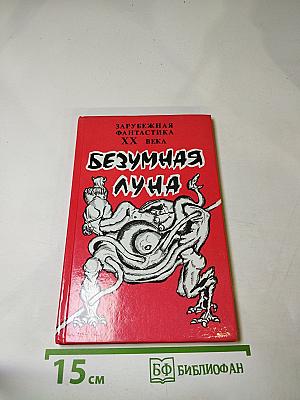 ЗАРУБЕЖНАЯ
ФАНТАСТИКА
XX ВЕКА
БЕЗУМНАЯ
ЛУНА
15 см
БФ БИБЛИОФАН